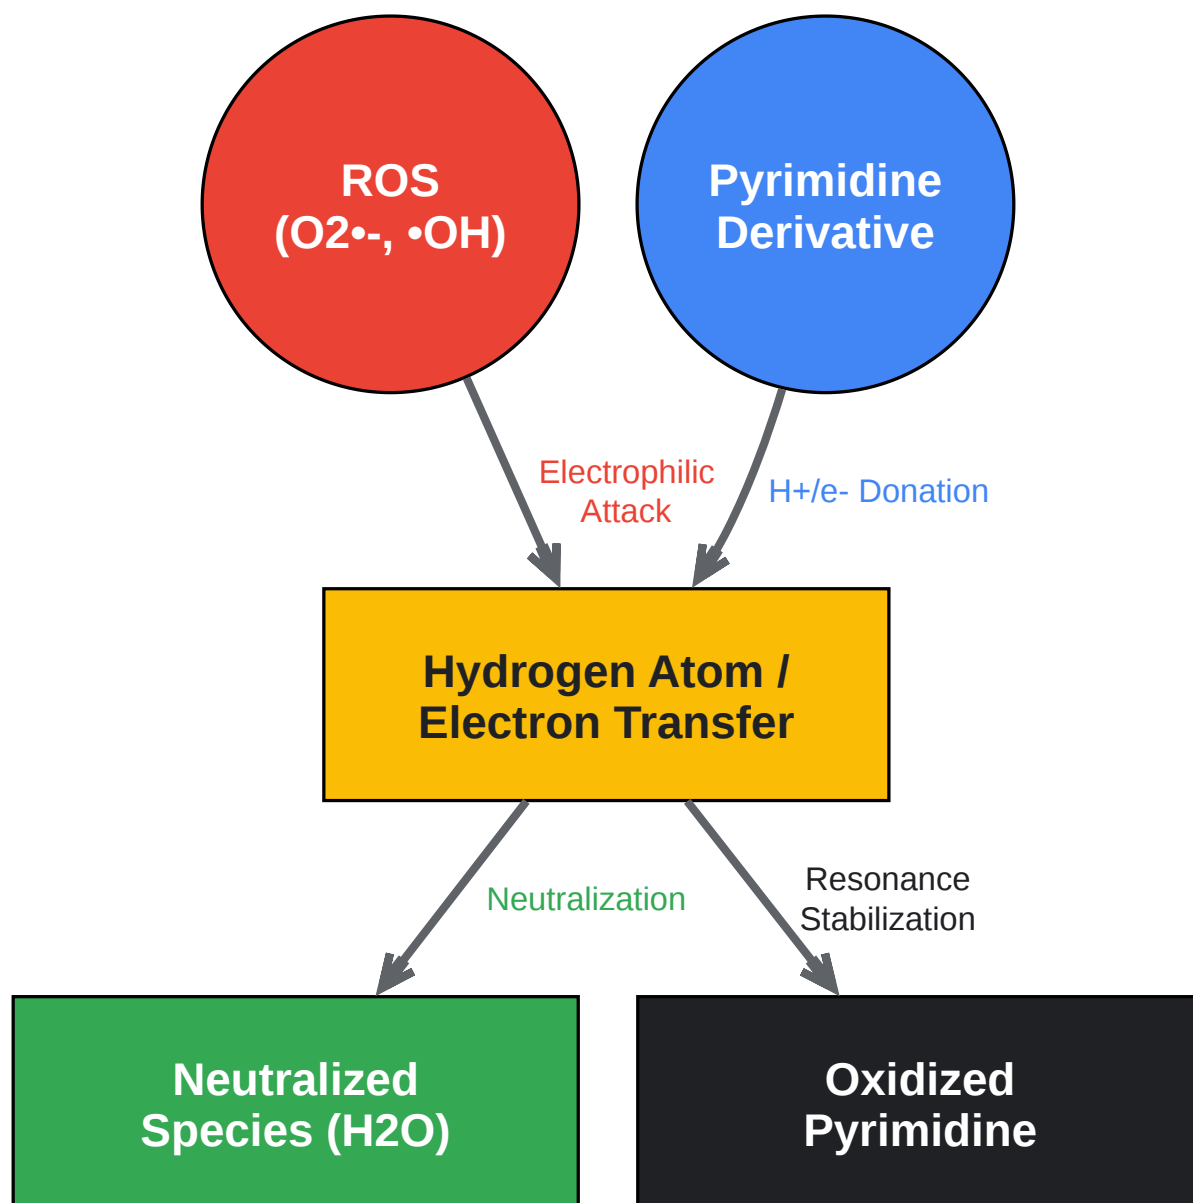 ROS
(O2•-, •OH)
Pyrimidine
Derivative
Electrophilic
Attack
H+/e- Donation
Hydrogen Atom /
Electron Transfer
Neutralization
Resonance
Stabilization
Neutralized
Species (H2O)
Oxidized
Pyrimidine